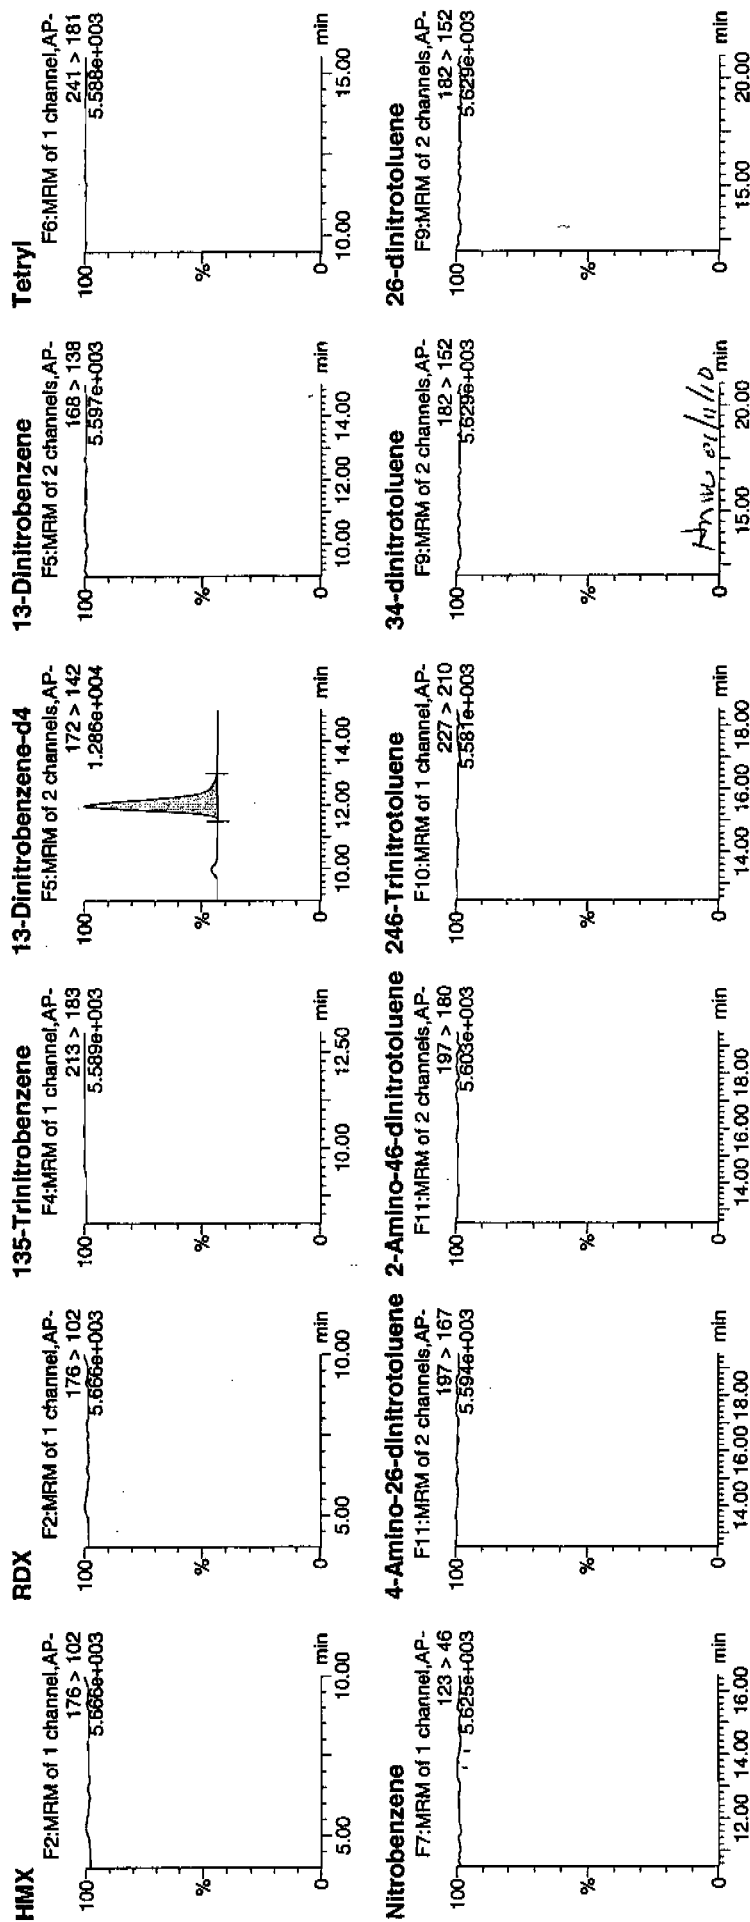 HMX
F2:MRM of 1 channel,AP-
176 > 102
5.666e+003
100
%
0
5.00
10.00
min
RDX
F2:MRM of 1 channel,AP-
176 > 102
5.666e+003
100
%
0
5.00
10.00
min
135-Trinitrobenzene
F4:MRM of 1 channel,AP-
213 > 183
5.589e+003
100
%
0
10.00
12.50
min
13-Dinitrobenzene-d4
F5:MRM of 2 channels,AP-
172 > 142
1.286e+004
100
%
0
10.00
12.00
14.00
min
13-Dinitrobenzene
F5:MRM of 2 channels,AP-
168 > 138
5.597e+003
100
%
0
10.00
12.00
14.00
min
Tetryl
F6:MRM of 1 channel,AP-
241 > 181
5.588e+003
100
%
0
10.00
15.00
min
Nitrobenzene
F7:MRM of 1 channel,AP-
123 > 46
5.625e+003
100
%
0
12.00
14.00
16.00
min
4-Amino-26-dinitrotoluene
F11:MRM of 2 channels,AP-
197 > 167
5.594e+003
100
%
0
14.00
16.00
18.00
min
2-Amino-46-dinitrotoluene
F11:MRM of 2 channels,AP-
197 > 180
5.603e+003
100
%
0
14.00
16.00
18.00
min
246-Trinitrotoluene
F10:MRM of 1 channel,AP-
227 > 210
5.581e+003
100
%
0
14.00
16.00
18.00
min
34-dinitrotoluene
F9:MRM of 2 channels,AP-
182 > 152
5.629e+003
100
%
0
15.00
20.00
min
01/11/10
26-dinitrotoluene
F9:MRM of 2 channels,AP-
182 > 152
5.629e+003
100
%
0
15.00
20.00
min